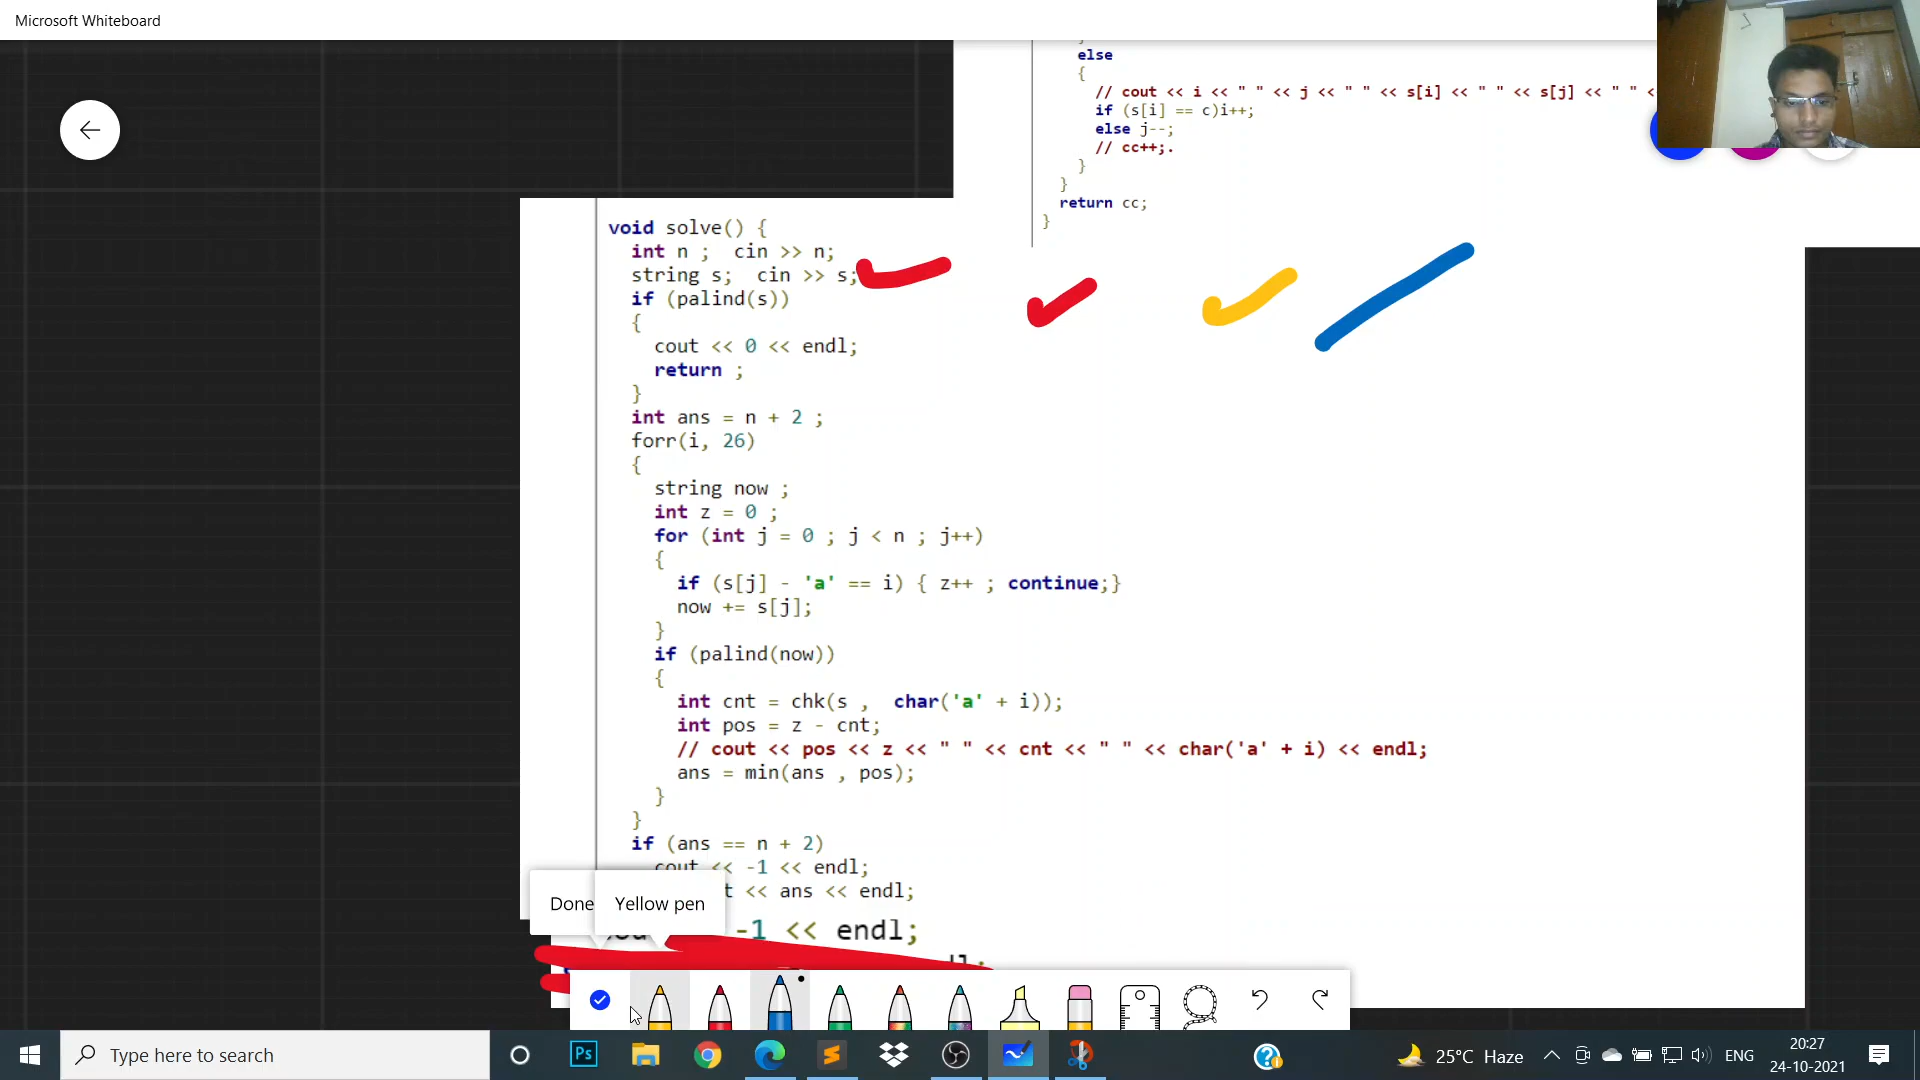 Microsoft Whiteboard
else
{
// cout << i << " " << j << " " << s[i] << " " << s[j] << " " <
if (s[i] == c)i++;
else j--;
// cc++;.
}
}
return cc;
}
void solve() {
int n ; cin >> n;
string s; cin >> s;
if (palind(s))
{
cout << 0 << endl;
return ;
}
int ans = n + 2 ;
forr(i, 26)
{
string now ;
int z = 0 ;
for (int j = 0 ; j < n ; j++)
{
if (s[j] - 'a' == i) { z++ ; continue;}
now += s[j];
}
if (palind(now))
{
int cnt = chk(s , char('a' + i));
int pos = z - cnt;
// cout << pos << z << " " << cnt << " " << char('a' + i) << endl;
ans = min(ans , pos);
}
}
if (ans == n + 2)
cout << -1 << endl;
t << ans << endl;
Done
Yellow pen
-1 << endl;
Type here to search
Ps
25°C Haze
ENG
20:27
24-10-2021